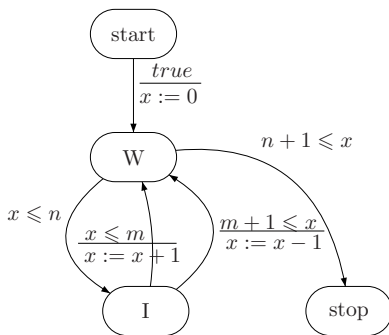 start
true
x := 0
W
n + 1 ⩽ x
x ⩽ n
x ⩽ m
x := x + 1
m + 1 ⩽ x
x := x − 1
I
stop